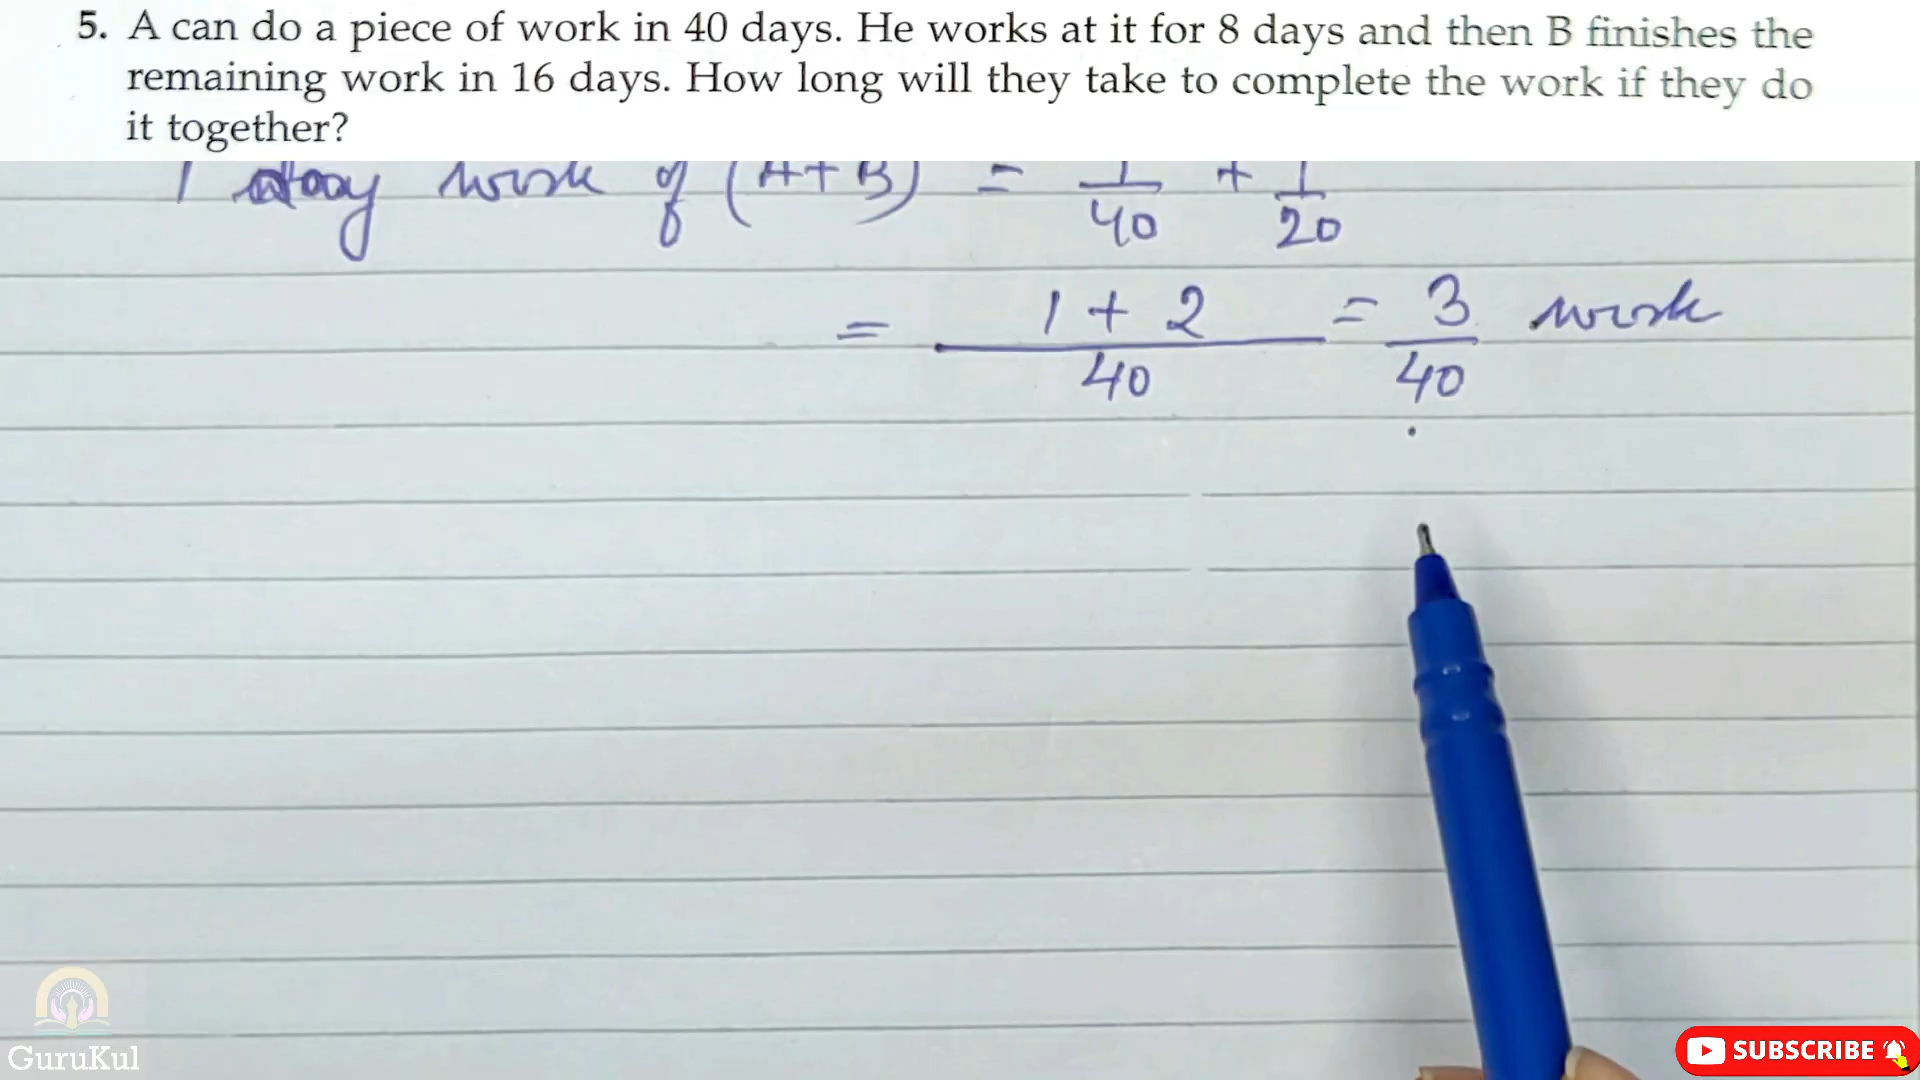 5. A can do a piece of work in 40 days. He works at it for 8 days and then B finishes the
remaining work in 16 days. How long will they take to complete the work if they do
it together?
1 day work of (A+B) = 1/40 + 1/20
= 1 + 2/40 = 3/40 work
GuruKul
SUBSCRIBE